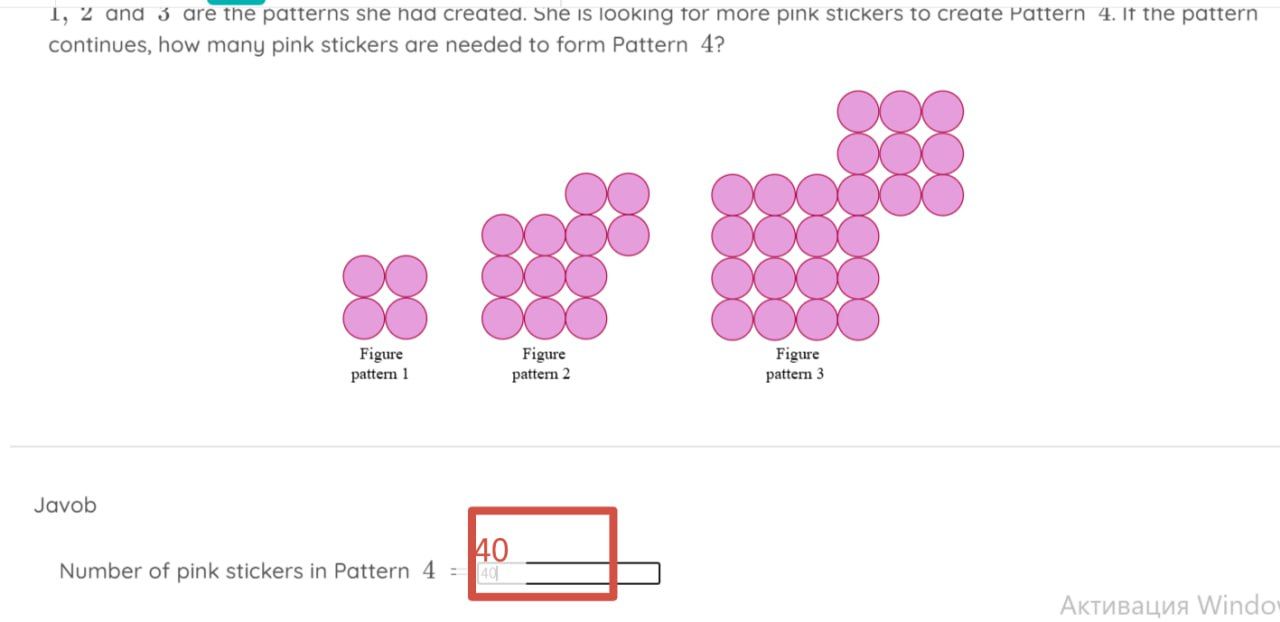 1, 2 and 3 are the patterns she had created. She is looking for more pink stickers to create Pattern 4. If the pattern
continues, how many pink stickers are needed to form Pattern 4?
Figure
pattern 1
Figure
pattern 2
Figure
pattern 3
Javob
40
Number of pink stickers in Pattern 4 = 40
Активация Windo